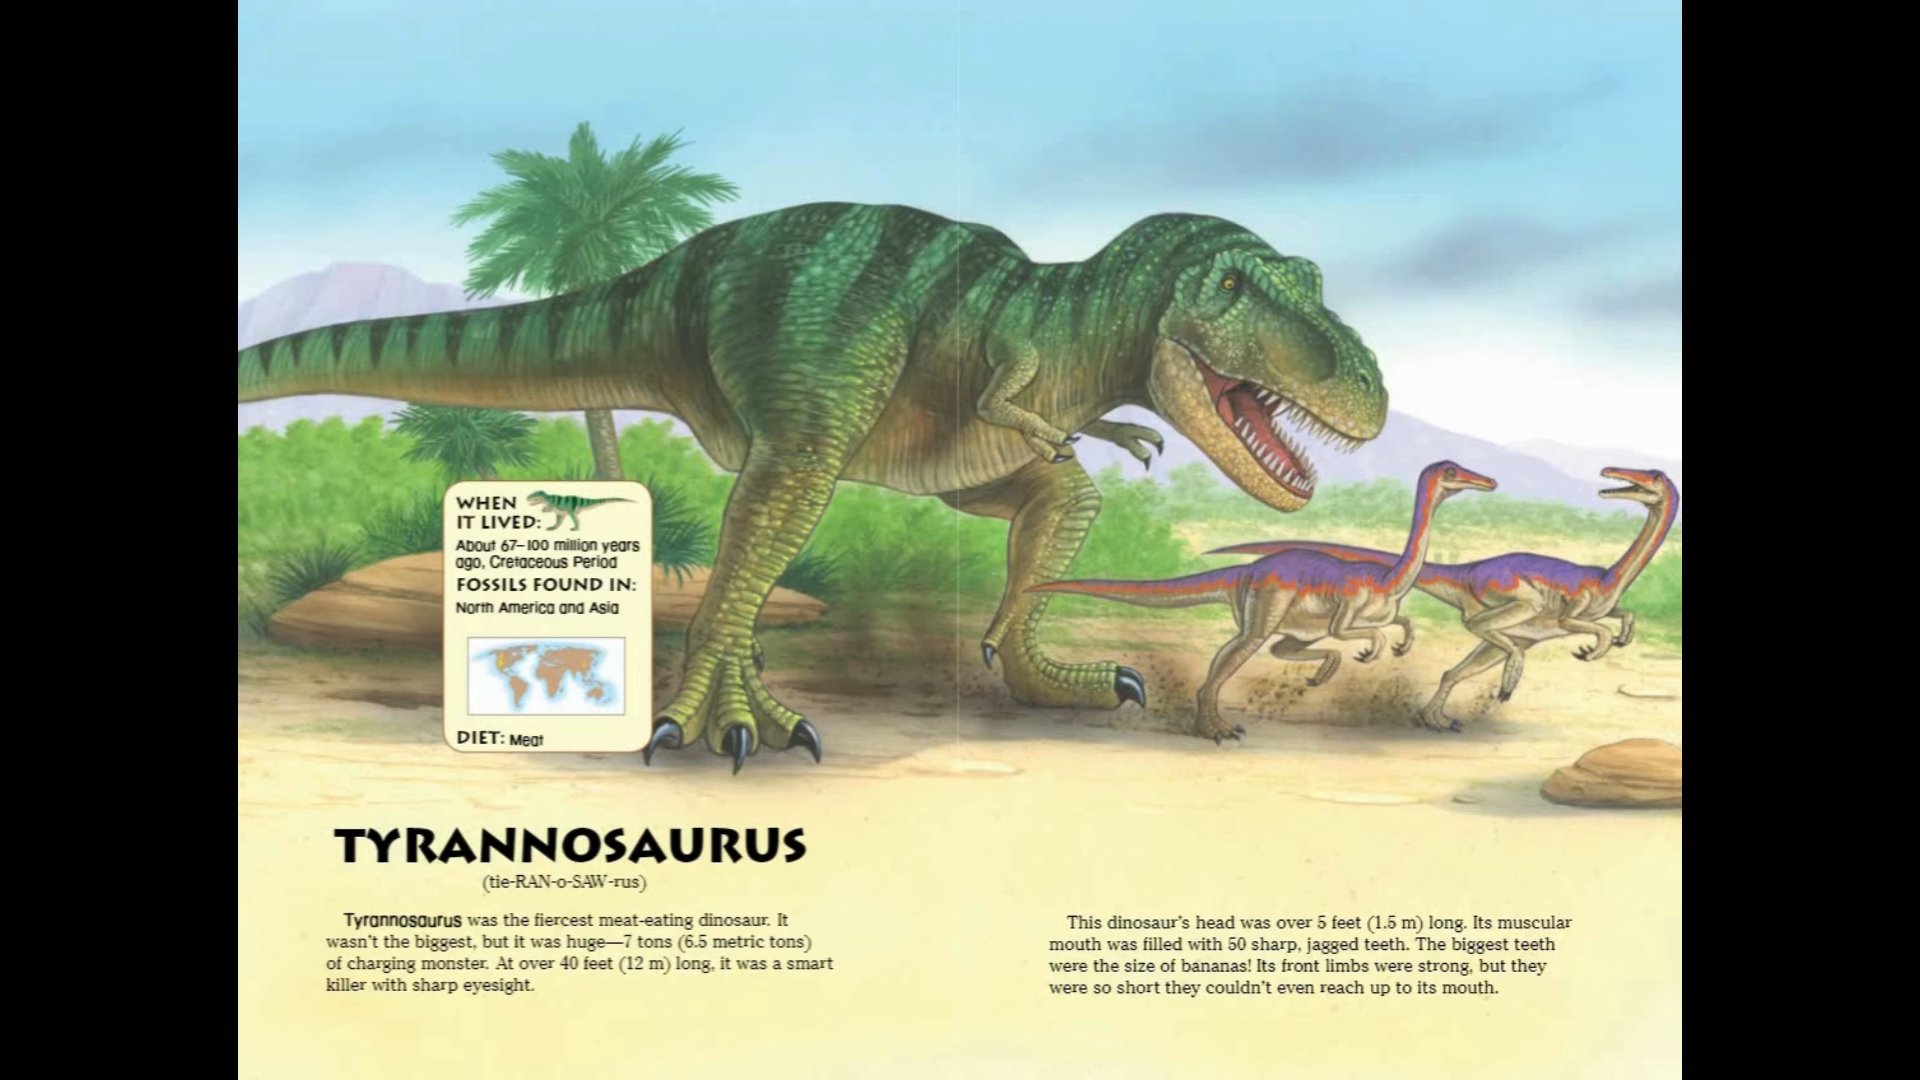 WHEN
IT LIVED:
About 67–100 million years
ago, Cretaceous Period
FOSSILS FOUND IN:
North America and Asia
DIET: Meat
TYRANNOSAURUS
(tie-RAN-o-SAW-rus)
Tyrannosaurus was the fiercest meat-eating dinosaur. It
wasn't the biggest, but it was huge—7 tons (6.5 metric tons)
of charging monster. At over 40 feet (12 m) long, it was a smart
killer with sharp eyesight.
This dinosaur's head was over 5 feet (1.5 m) long. Its muscular
mouth was filled with 50 sharp, jagged teeth. The biggest teeth
were the size of bananas! Its front limbs were strong, but they
were so short they couldn't even reach up to its mouth.